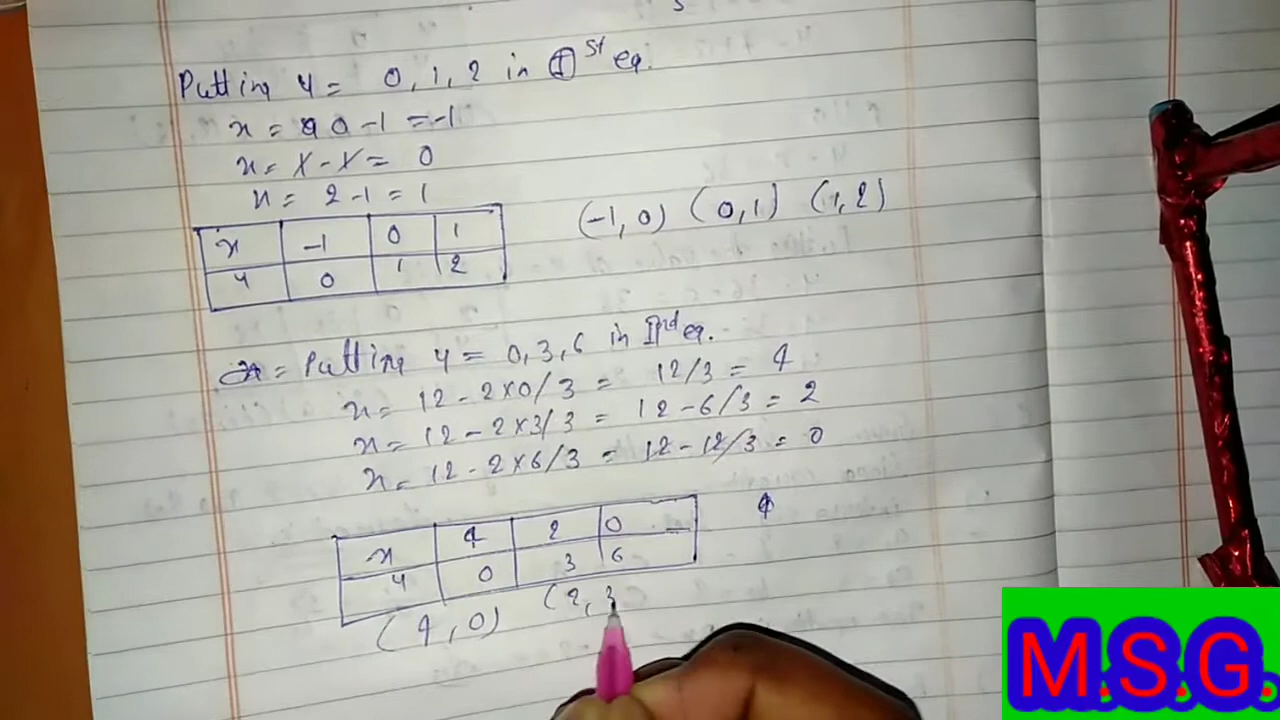 Putting y = 0, 1, 2 in Ist eq.
x = 0 - 1 = -1
x = 1 - 1 = 0
x = 2 - 1 = 1
x -1 0 1
y 0 1 2
(-1, 0) (0, 1) (1, 2)
= Putting y = 0, 3, 6 in IInd eq.
x = 12 - 2×0/3 = 12/3 = 4
x = 12 - 2×3/3 = 12 - 6/3 = 2
x = 12 - 2×6/3 = 12 - 12/3 = 0
x 4 2 0
y 0 3 6
(4, 0) (2, 3
M.S.G.